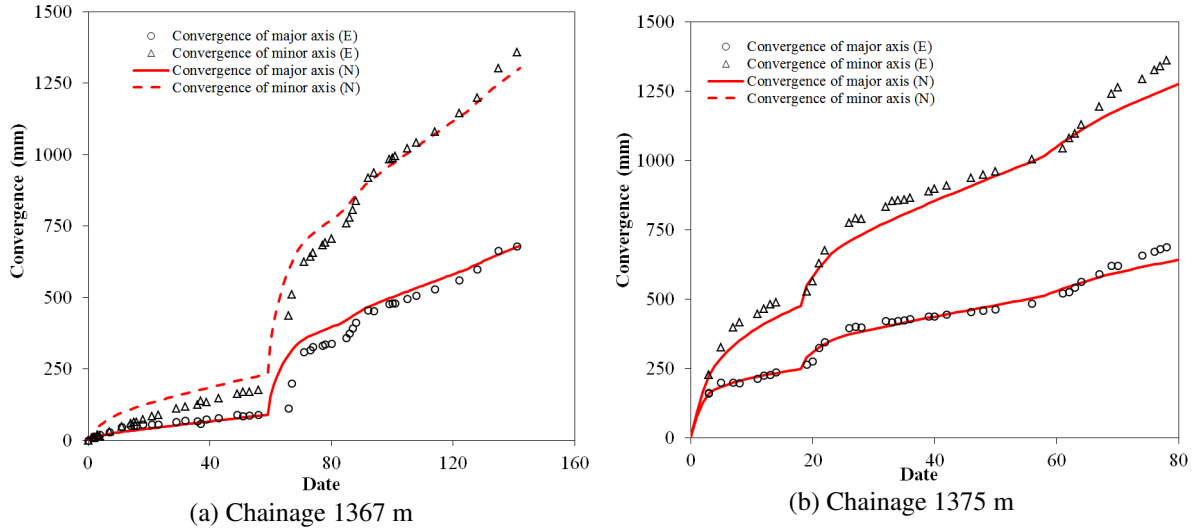 1500
1250
1000
750
500
250
0
Convergence (mm)
Convergence of major axis (E)
Convergence of minor axis (E)
Convergence of major axis (N)
Convergence of minor axis (N)
0 40 80 120 160
Date
(a) Chainage 1367 m
1500
1250
1000
750
500
250
0
Convergence (mm)
Convergence of major axis (E)
Convergence of minor axis (E)
Convergence of major axis (N)
Convergence of minor axis (N)
0 20 40 60 80
Date
(b) Chainage 1375 m